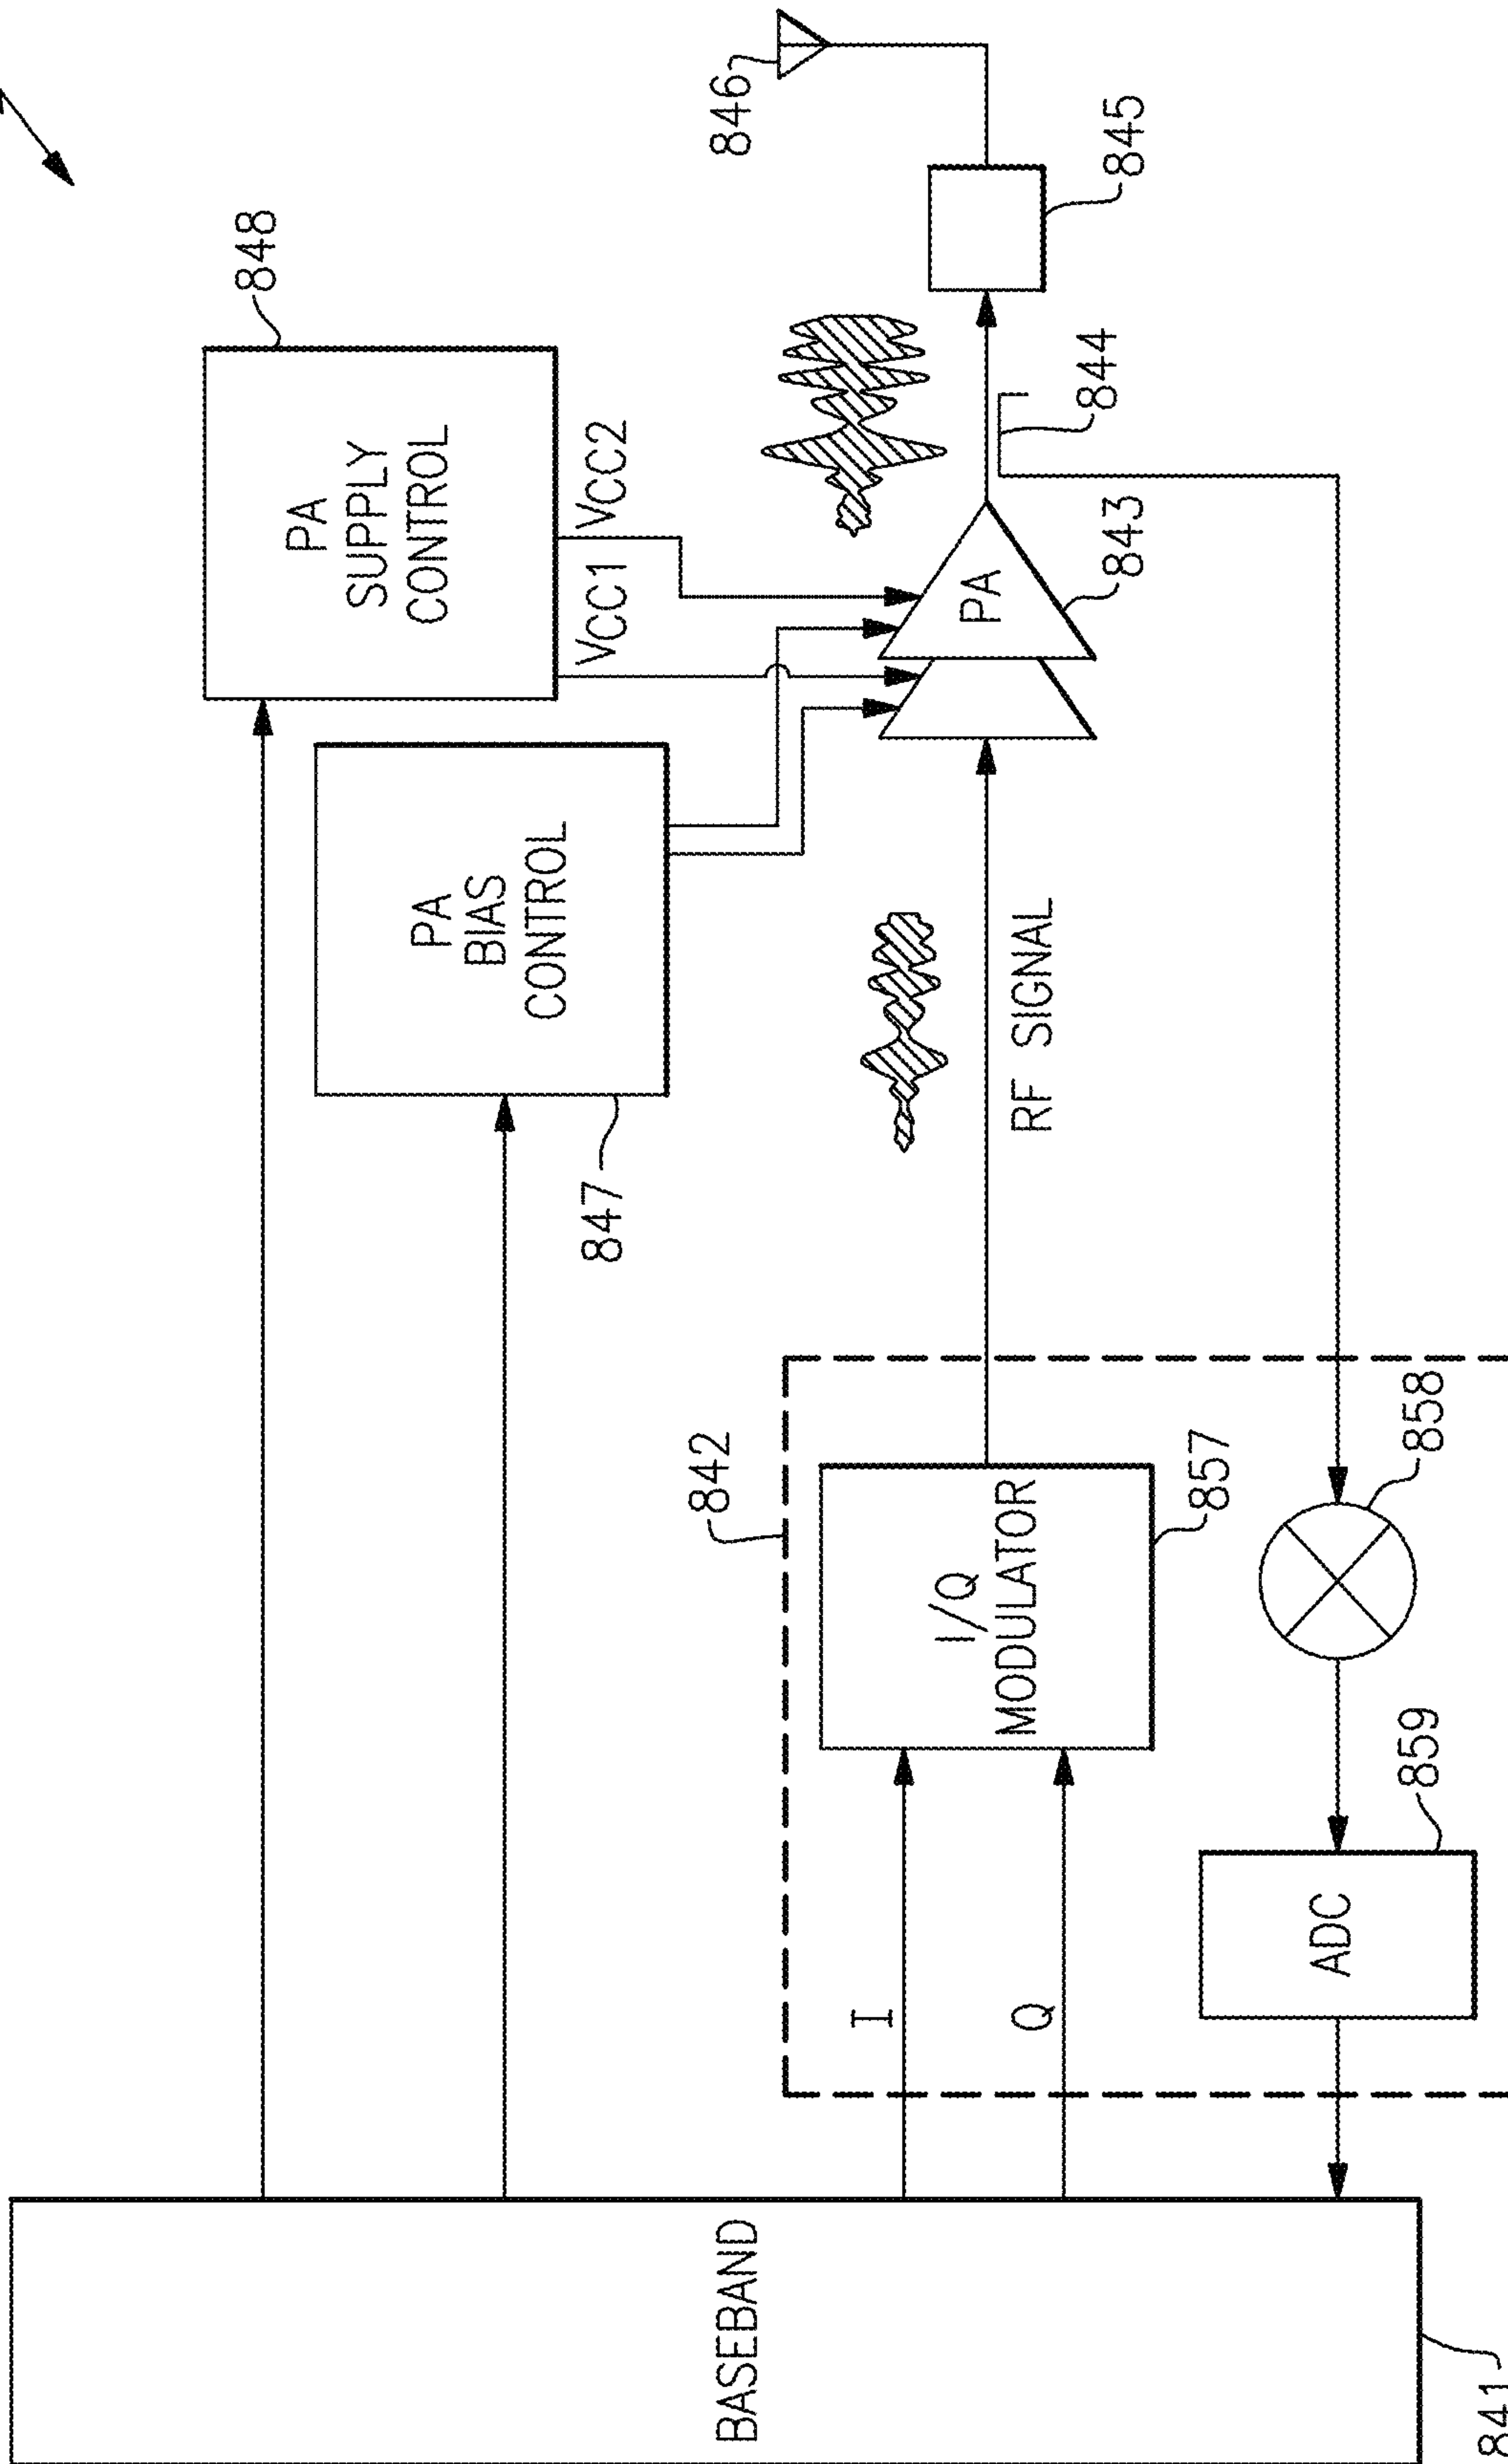 848
PA
SUPPLY
CONTROL
PA
BIAS
CONTROL
847
VCC1
VCC2
846
842
BASEBAND
I
Q
I/Q
MODULATOR
857
RF SIGNAL
PA
843
844
845
ADC
859
858
841